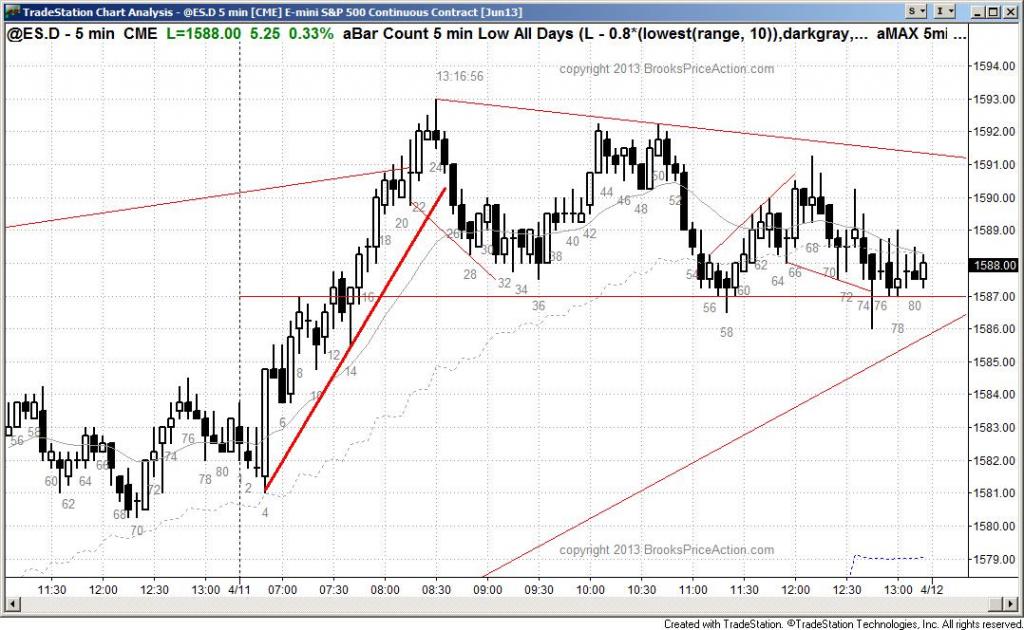 TradeStation Chart Analysis - @ES.D 5 min [CME] E-mini S&P 500 Continuous Contract [Jun13]
S I
@ES.D - 5 min CME L=1588.00 5.25 0.33% aBar Count 5 min Low All Days (L - 0.8*(lowest(range, 10)),darkgray,... aMAX 5mi ...
copyright 2013 BrooksPriceAction.com
13:16:56
1594.00
1593.00
1592.00
1591.00
1590.00
1589.00
1588.00
1587.00
1586.00
1585.00
1584.00
1583.00
1582.00
1581.00
1580.00
1579.00
56 58 60 62 64 66 68 70 72 74 76 78 80
2 4 6 8 10 12 14 16 18 20 22 24 26 28 30 32 34 36 38 40 42 44 46 48 50 52 54 56 58 60 62 64 66 68 70 72 74 76 78 80
copyright 2013 BrooksPriceAction.com
11:30 12:00 12:30 13:00 4/11 07:00 07:30 08:00 08:30 09:00 09:30 10:00 10:30 11:00 11:30 12:00 12:30 13:00 4/12
Created with TradeStation. ©TradeStation Technologies, Inc. All rights reserved.